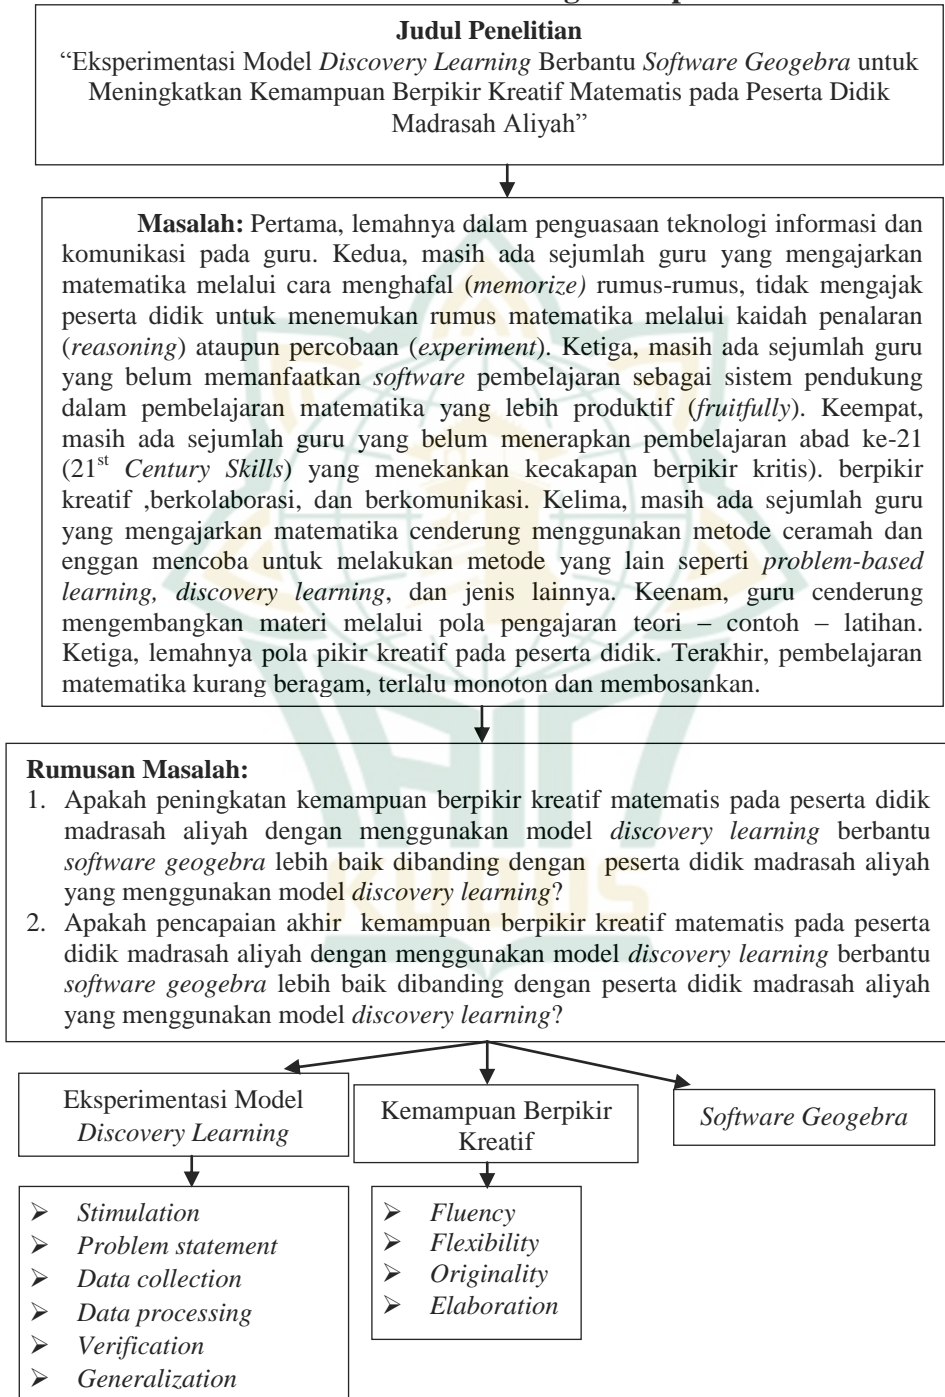 Judul Penelitian
“Eksperimentasi Model Discovery Learning Berbantu Software Geogebra untuk
Meningkatkan Kemampuan Berpikir Kreatif Matematis pada Peserta Didik
Madrasah Aliyah”
Masalah: Pertama, lemahnya dalam penguasaan teknologi informasi dan
komunikasi pada guru. Kedua, masih ada sejumlah guru yang mengajarkan
matematika melalui cara menghafal (memorize) rumus-rumus, tidak mengajak
peserta didik untuk menemukan rumus matematika melalui kaidah penalaran
(reasoning) ataupun percobaan (experiment). Ketiga, masih ada sejumlah guru
yang belum memanfaatkan software pembelajaran sebagai sistem pendukung
dalam pembelajaran matematika yang lebih produktif (fruitfully). Keempat,
masih ada sejumlah guru yang belum menerapkan pembelajaran abad ke-21
(21st Century Skills) yang menekankan kecakapan berpikir kritis). berpikir
kreatif ,berkolaborasi, dan berkomunikasi. Kelima, masih ada sejumlah guru
yang mengajarkan matematika cenderung menggunakan metode ceramah dan
enggan mencoba untuk melakukan metode yang lain seperti problem-based
learning, discovery learning, dan jenis lainnya. Keenam, guru cenderung
mengembangkan materi melalui pola pengajaran teori – contoh – latihan.
Ketiga, lemahnya pola pikir kreatif pada peserta didik. Terakhir, pembelajaran
matematika kurang beragam, terlalu monoton dan membosankan.
Rumusan Masalah:
1. Apakah peningkatan kemampuan berpikir kreatif matematis pada peserta didik
madrasah aliyah dengan menggunakan model discovery learning berbantu
software geogebra lebih baik dibanding dengan peserta didik madrasah aliyah
yang menggunakan model discovery learning?
2. Apakah pencapaian akhir kemampuan berpikir kreatif matematis pada peserta
didik madrasah aliyah dengan menggunakan model discovery learning berbantu
software geogebra lebih baik dibanding dengan peserta didik madrasah aliyah
yang menggunakan model discovery learning?
Eksperimentasi Model
Discovery Learning
Kemampuan Berpikir
Kreatif
Software Geogebra
➢ Stimulation
➢ Problem statement
➢ Data collection
➢ Data processing
➢ Verification
➢ Generalization
➢ Fluency
➢ Flexibility
➢ Originality
➢ Elaboration
KUDUS